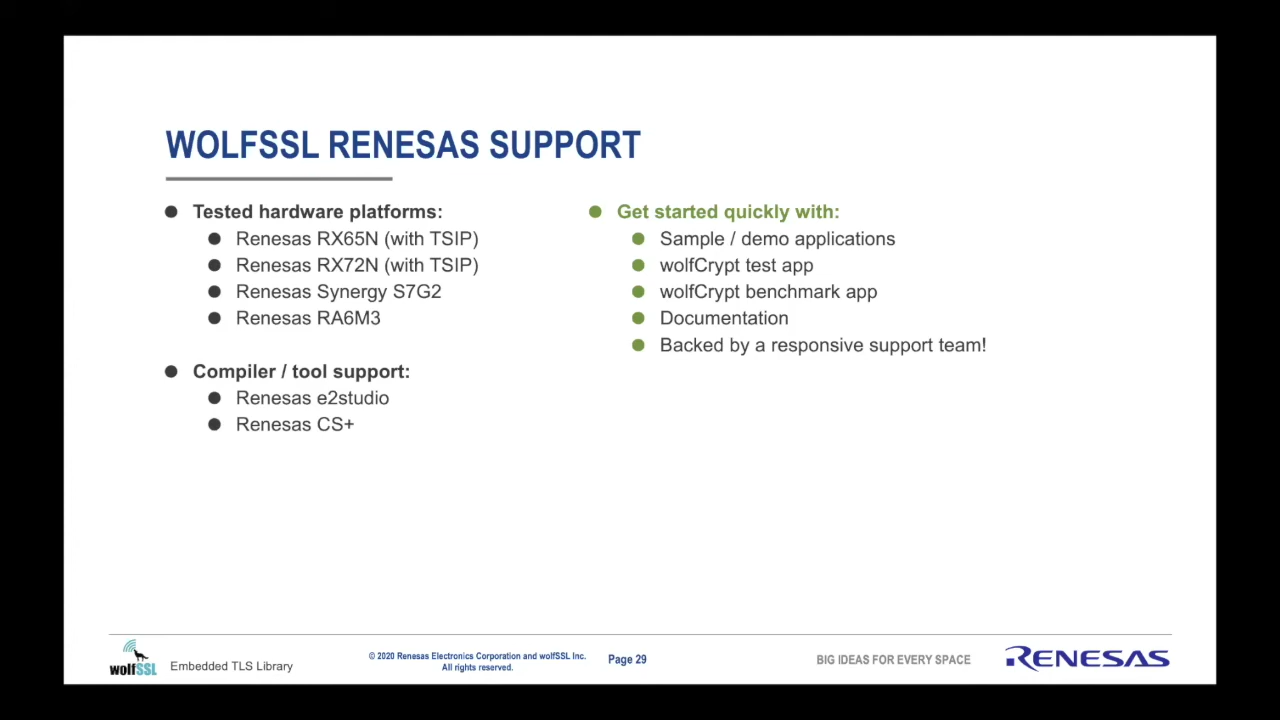 WOLFSSL RENESAS SUPPORT
Tested hardware platforms:
Renesas RX65N (with TSIP)
Renesas RX72N (with TSIP)
Renesas Synergy S7G2
Renesas RA6M3
Compiler / tool support:
Renesas e2studio
Renesas CS+
Get started quickly with:
Sample / demo applications
wolfCrypt test app
wolfCrypt benchmark app
Documentation
Backed by a responsive support team!
wolfSSL
Embedded TLS Library
© 2020 Renesas Electronics Corporation and wolfSSL Inc.
All rights reserved.
Page 29
BIG IDEAS FOR EVERY SPACE
RENESAS